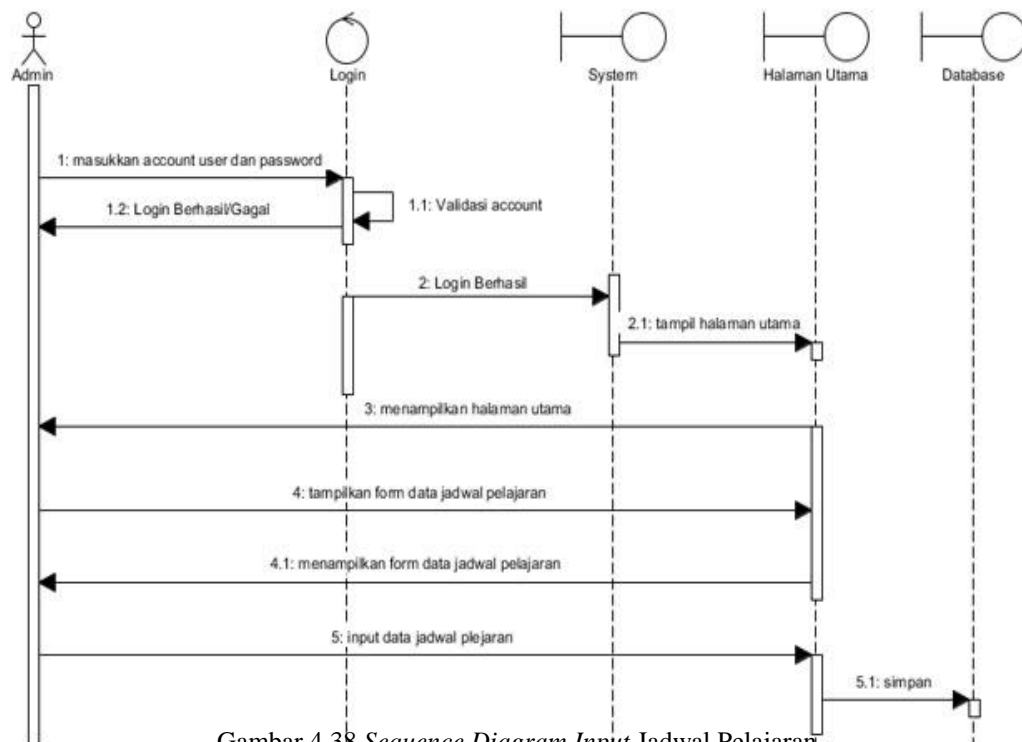 Admin
Login
System
Halaman Utama
Database
1: masukkan account user dan password
1.1: Validasi account
1.2: Login Berhasil/Gagal
2: Login Berhasil
2.1: tampil halaman utama
3: menampilkan halaman utama
4: tampilkan form data jadwal pelajaran
4.1: menampilkan form data jadwal pelajaran
5: input data jadwal plejaran
5.1: simpan
Gambar 4.38 Sequence Diagram Input Jadwal Pelajaran